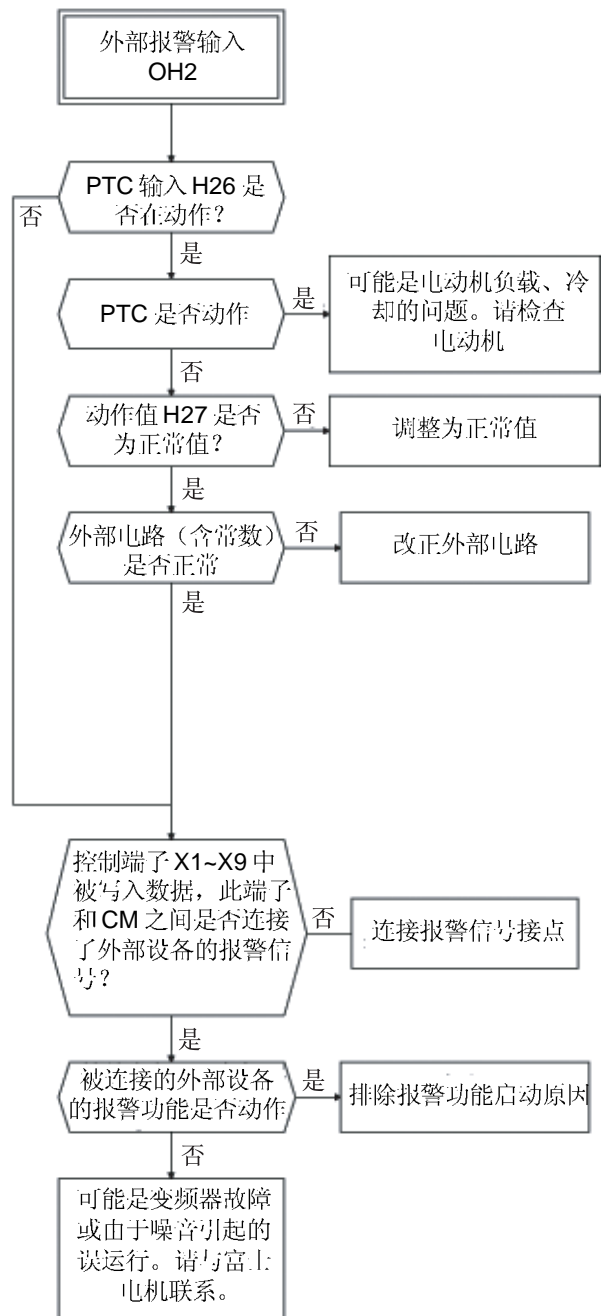 外部报警输入
OH2
PTC 输入 H26 是
否在动作？
否
是
PTC 是否动作
是
可能是电动机负载、冷
却的问题。请检查
电动机
否
动作值 H27 是否
为正常值？
否
调整为正常值
是
外部电路（含常数）
是否正常
否
改正外部电路
是
控制端子 X1~X9 中
被写入数据，此端子
和 CM 之间是否连接
了外部设备的报警信
号？
否
连接报警信号接点
是
被连接的外部设备
的报警功能是否动作
是
排除报警功能启动原因
否
可能是变频器故障
或由于噪音引起的
误运行。请与富士
电机联系。